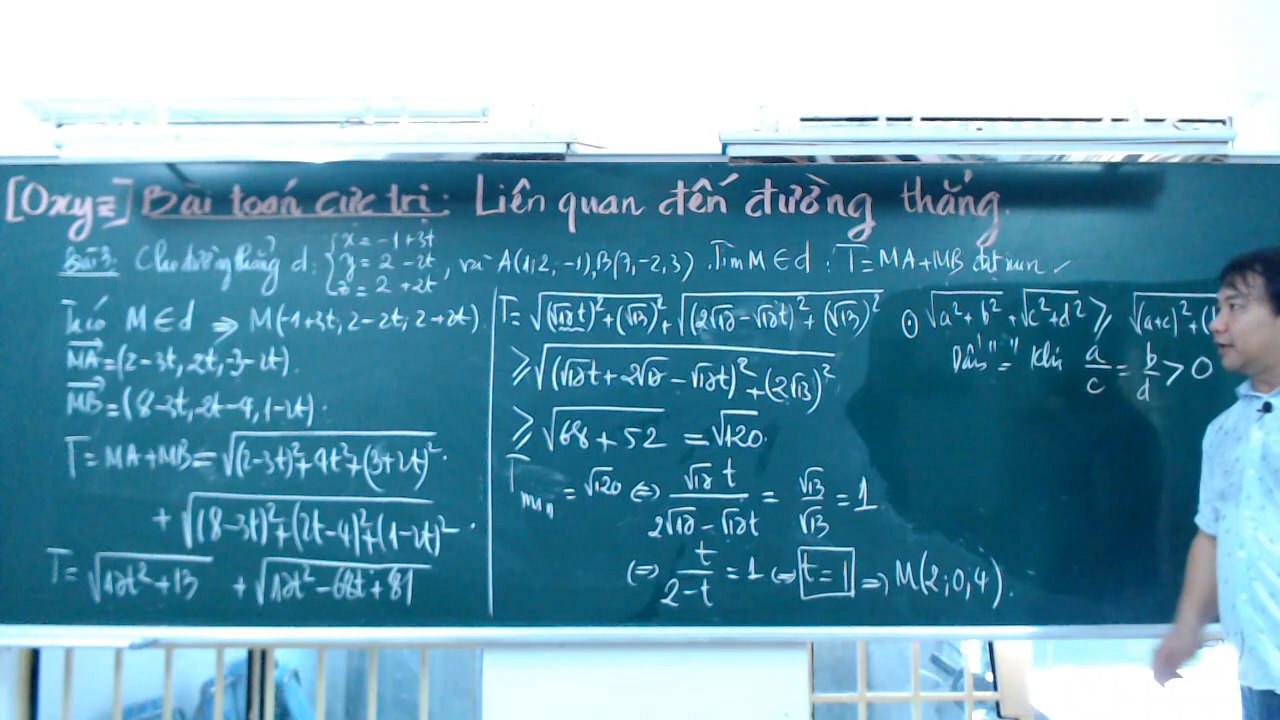 [Oxyz] Bài toán cực trị: Liên quan đến đường thẳng.
Bài 3: Cho đường thẳng d: { x = -1 + 3t
y = 2 - 2t
z = 2 + 2t , và A(1; 2, -1), B(7, -2, 3). Tìm M ∈ d : T = MA + MB đạt min
Có M ∈ d ⇒ M(-1+3t, 2-2t, 2+2t)
MA = (2-3t, 2t, -3-2t).
MB = (8-3t, 2t-4, 1-2t).
T = MA + MB = √((2-3t)²+4t²+(3+2t)²).
+ √((8-3t)²+(2t-4)²+(1-2t)².
T = √(17t²+13) + √(17t²-68t+81)
T = √((√17t)²+(√13)²) + √((2√17-√17t)²+(√13)²)
≥ √((√17t+2√17-√17t)²+(2√13)²)
≥ √(68+52) = √120.
T min = √120 ⇔ √17 t / (2√17-√17t) = √13/√13 = 1
⇔ t/(2-t) = 1 ⇔ t = 1 ⇒ M(2; 0, 4).
⊙ √(a²+b²) + √(c²+d²) ≥ √((a+c)²+(
Dấu "=" khi a/c = b/d > 0